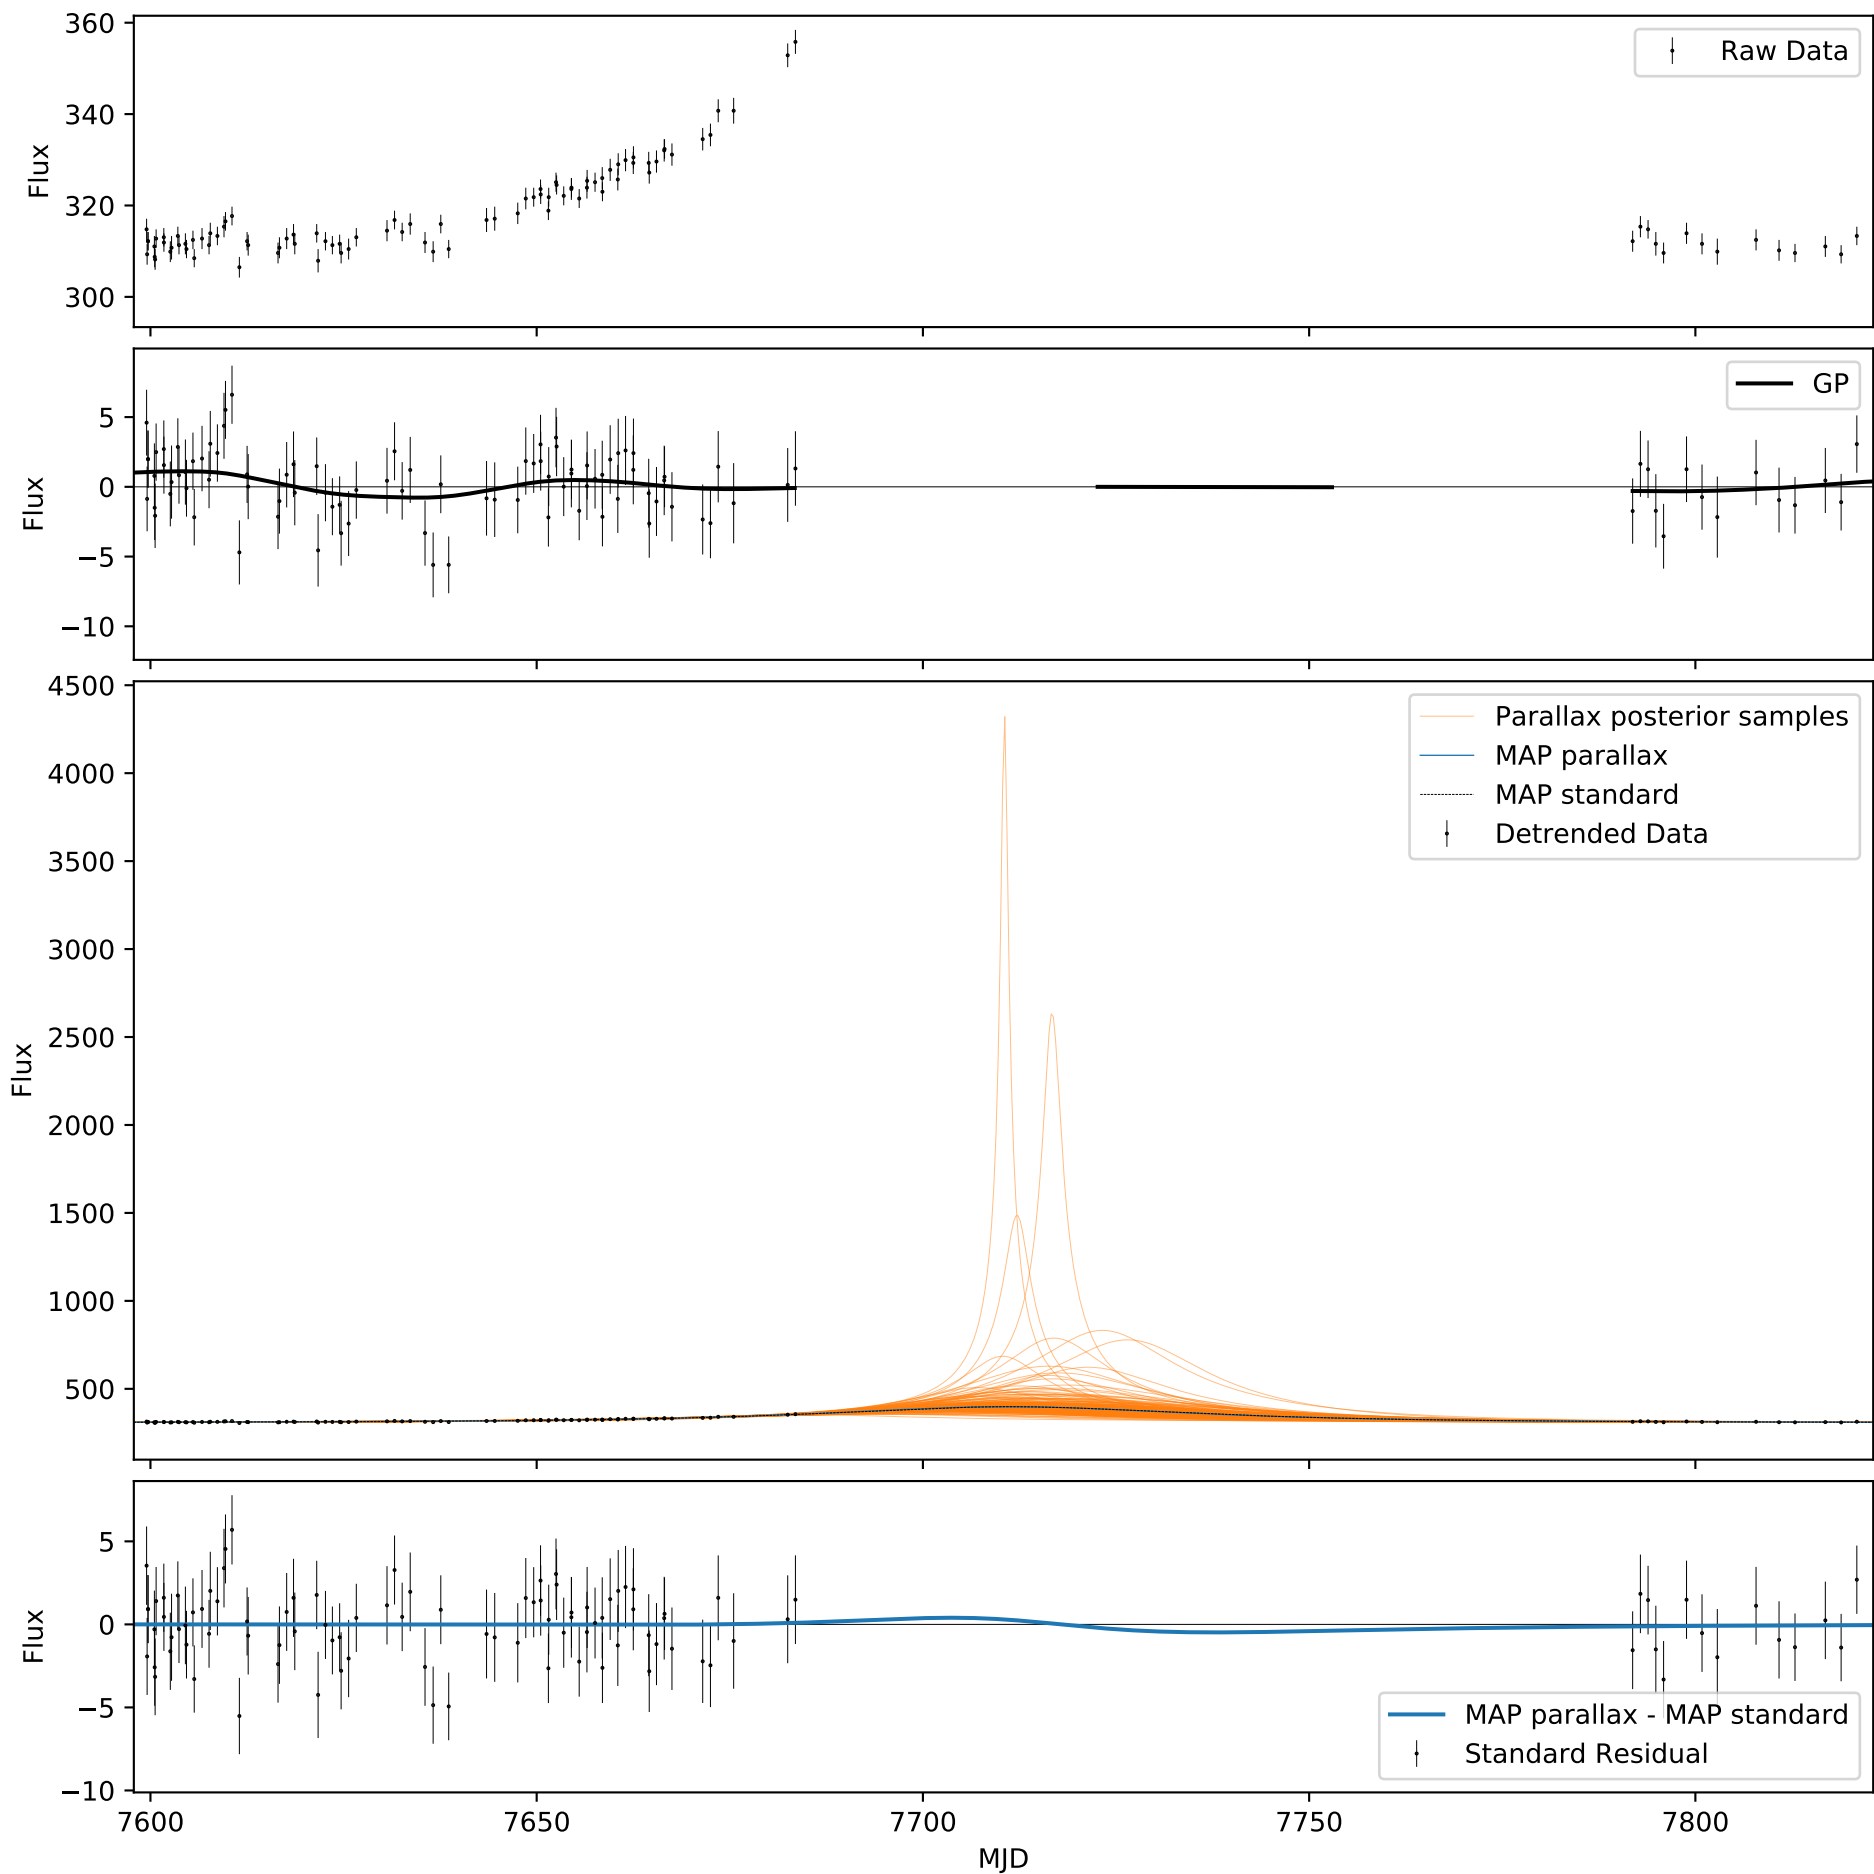 360
340
320
300
Flux
Raw Data
5
0
−5
−10
Flux
GP
4500
4000
3500
3000
2500
2000
1500
1000
500
Flux
Parallax posterior samples
MAP parallax
MAP standard
Detrended Data
5
0
−5
−10
Flux
MAP parallax - MAP standard
Standard Residual
7600 7650 7700 7750 7800
MJD